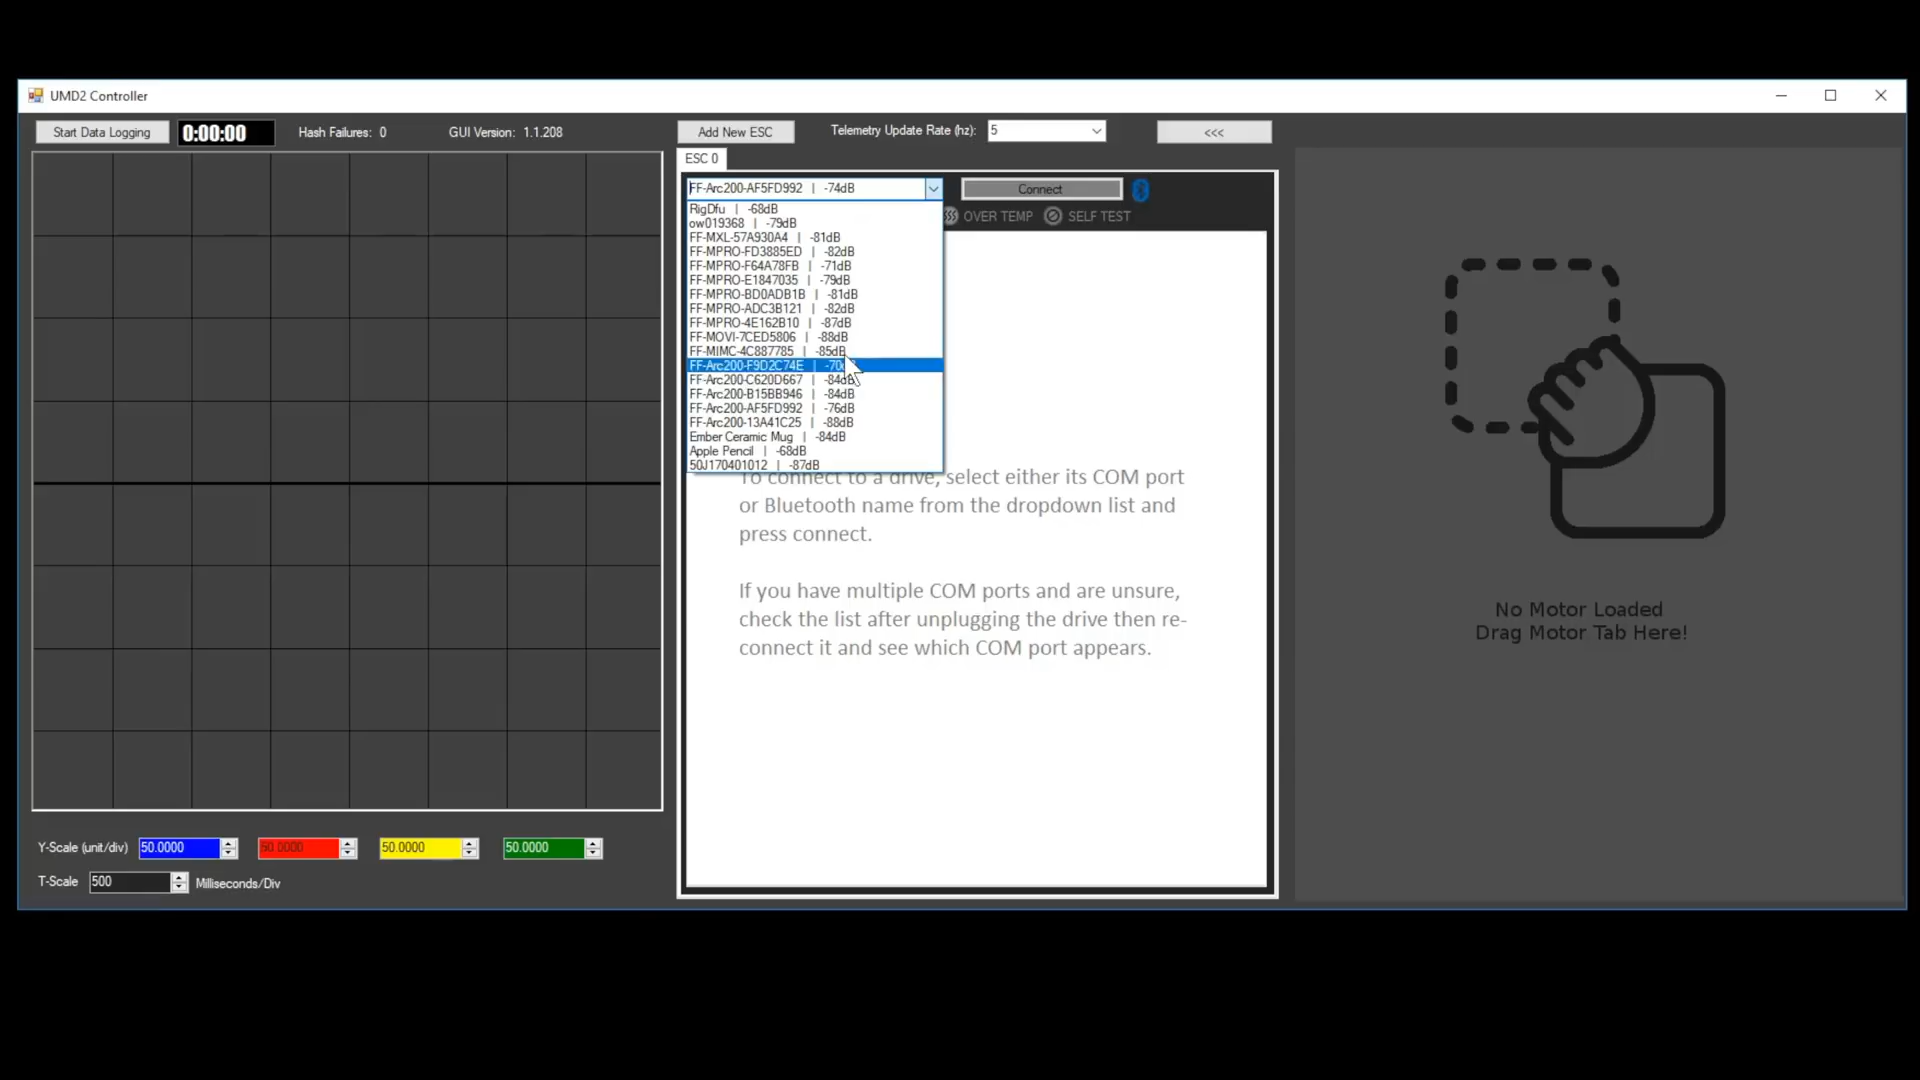 UMD2 Controller
Start Data Logging
0:00:00
Hash Failures: 0
GUI Version: 1.1.208
Add New ESC
Telemetry Update Rate (hz):
5
<<<
ESC 0
FF-Arc200-AF5FD992 | -74dB
Connect
OVER TEMP
SELF TEST
RigDfu | -68dB
ow019368 | -79dB
FF-MXL-57A930A4 | -81dB
FF-MPRO-FD3885ED | -82dB
FF-MPRO-F64A78FB | -71dB
FF-MPRO-E1847035 | -79dB
FF-MPRO-BD0ADB1B | -81dB
FF-MPRO-ADC3B121 | -82dB
FF-MPRO-4E162B10 | -87dB
FF-MOVI-7CED5806 | -88dB
FF-MIMC-4C887785 | -85dB
FF-Arc200-F9D2C74E | -70
FF-Arc200-C620D667 | -84dB
FF-Arc200-B15BB946 | -84dB
FF-Arc200-AF5FD992 | -76dB
FF-Arc200-13A41C25 | -88dB
Ember Ceramic Mug | -84dB
Apple Pencil | -68dB
50J170401012 | -87dB
To connect to a drive, select either its COM port
or Bluetooth name from the dropdown list and
press connect.
If you have multiple COM ports and are unsure,
check the list after unplugging the drive then re-
connect it and see which COM port appears.
No Motor Loaded
Drag Motor Tab Here!
Y-Scale (unit/div)
50.0000
50.0000
50.0000
50.0000
T-Scale
500
Milliseconds/Div